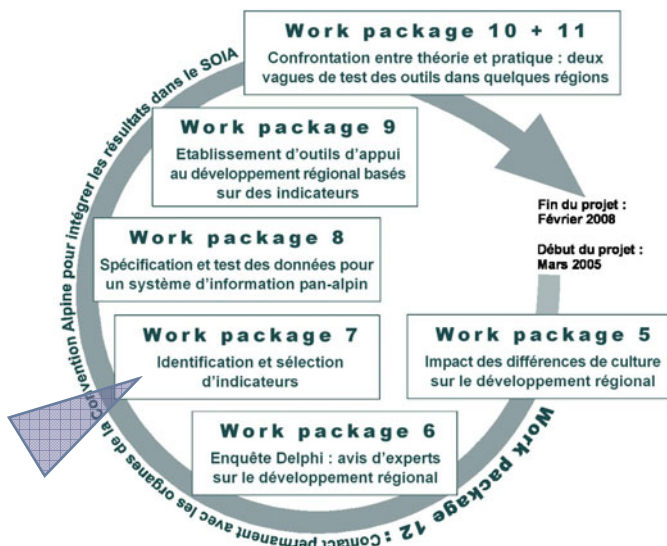 Work package 10 + 11
Confrontation entre théorie et pratique : deux
vagues de test des outils dans quelques régions
Work package 9
Etablissement d'outils d'appui
au développement régional basés
sur des indicateurs
Work package 8
Spécification et test des données pour
un système d'information pan-alpin
Work package 7
Identification et sélection
d'indicateurs
Work package 6
Enquête Delphi : avis d'experts
sur le développement régional
Work package 5
Impact des différences de culture
sur le développement régional
Fin du projet :
Février 2008
Début du projet :
Mars 2005
Work package 12 : Contact permanent avec les organes de la Convention Alpine pour intégrer les résultats dans le SOIA